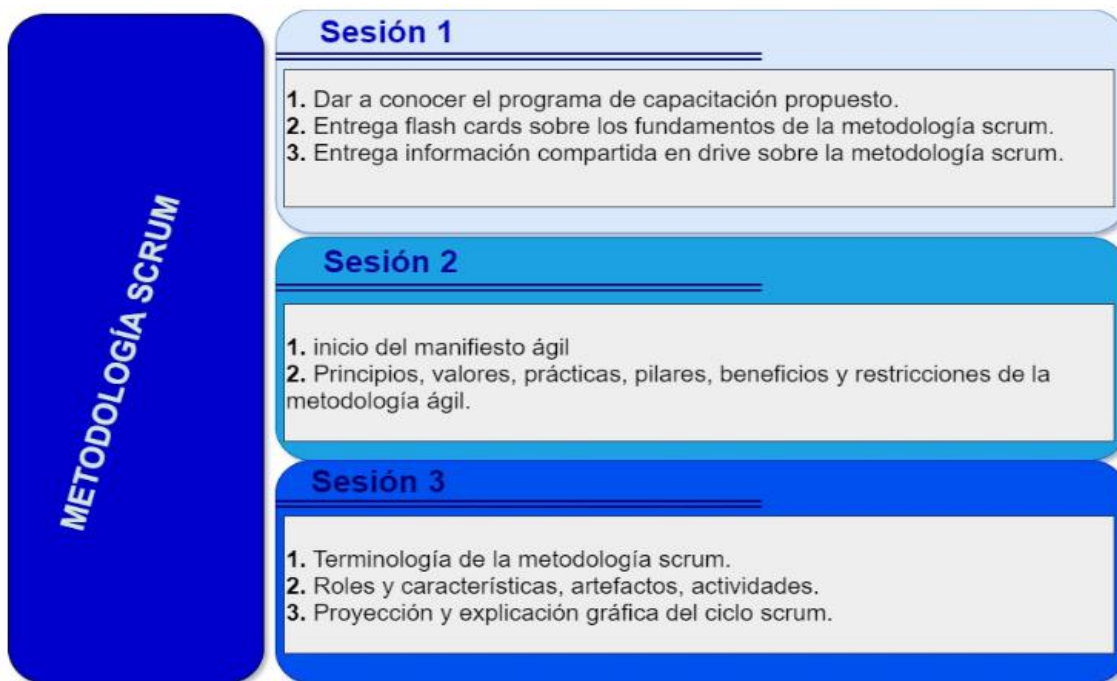 METODOLOGÍA SCRUM
Sesión 1
1. Dar a conocer el programa de capacitación propuesto.
2. Entrega flash cards sobre los fundamentos de la metodología scrum.
3. Entrega información compartida en drive sobre la metodología scrum.
Sesión 2
1. inicio del manifiesto ágil
2. Principios, valores, prácticas, pilares, beneficios y restricciones de la
metodología ágil.
Sesión 3
1. Terminología de la metodología scrum.
2. Roles y características, artefactos, actividades.
3. Proyección y explicación gráfica del ciclo scrum.